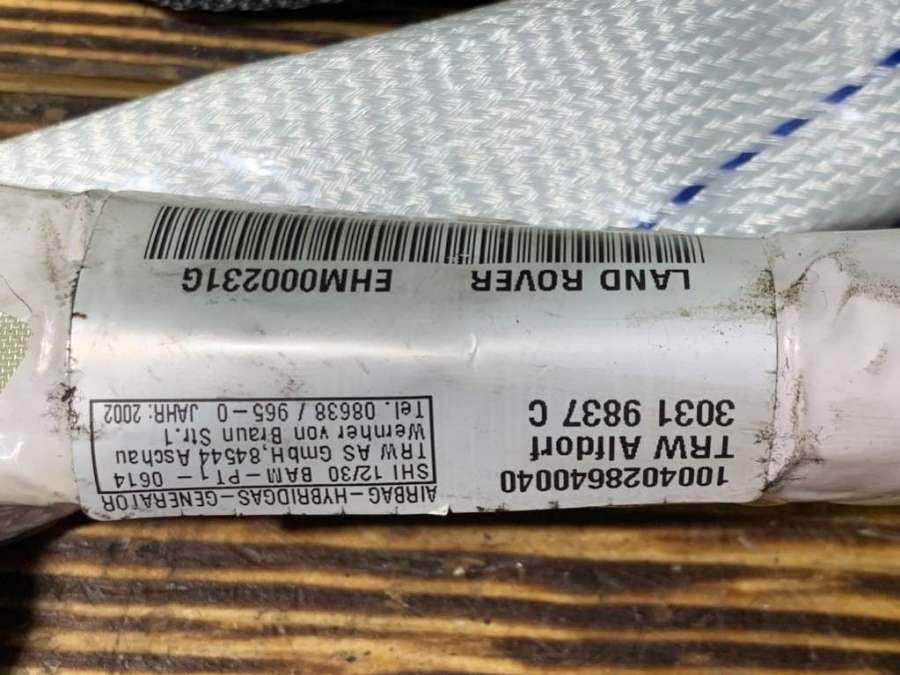 1004028640040
TRW Alfdorf
3031 9837 C
AIRBAG-HYBRIDGAS-GENERATOR
SHI 12/30 BAM-PT1- 0614
TRW AS GmbH,84544 Aschau
Wernher von Braun Str.1
Tel. 08638 / 965-0 JAHR: 2002
LAND ROVER EHM000231G